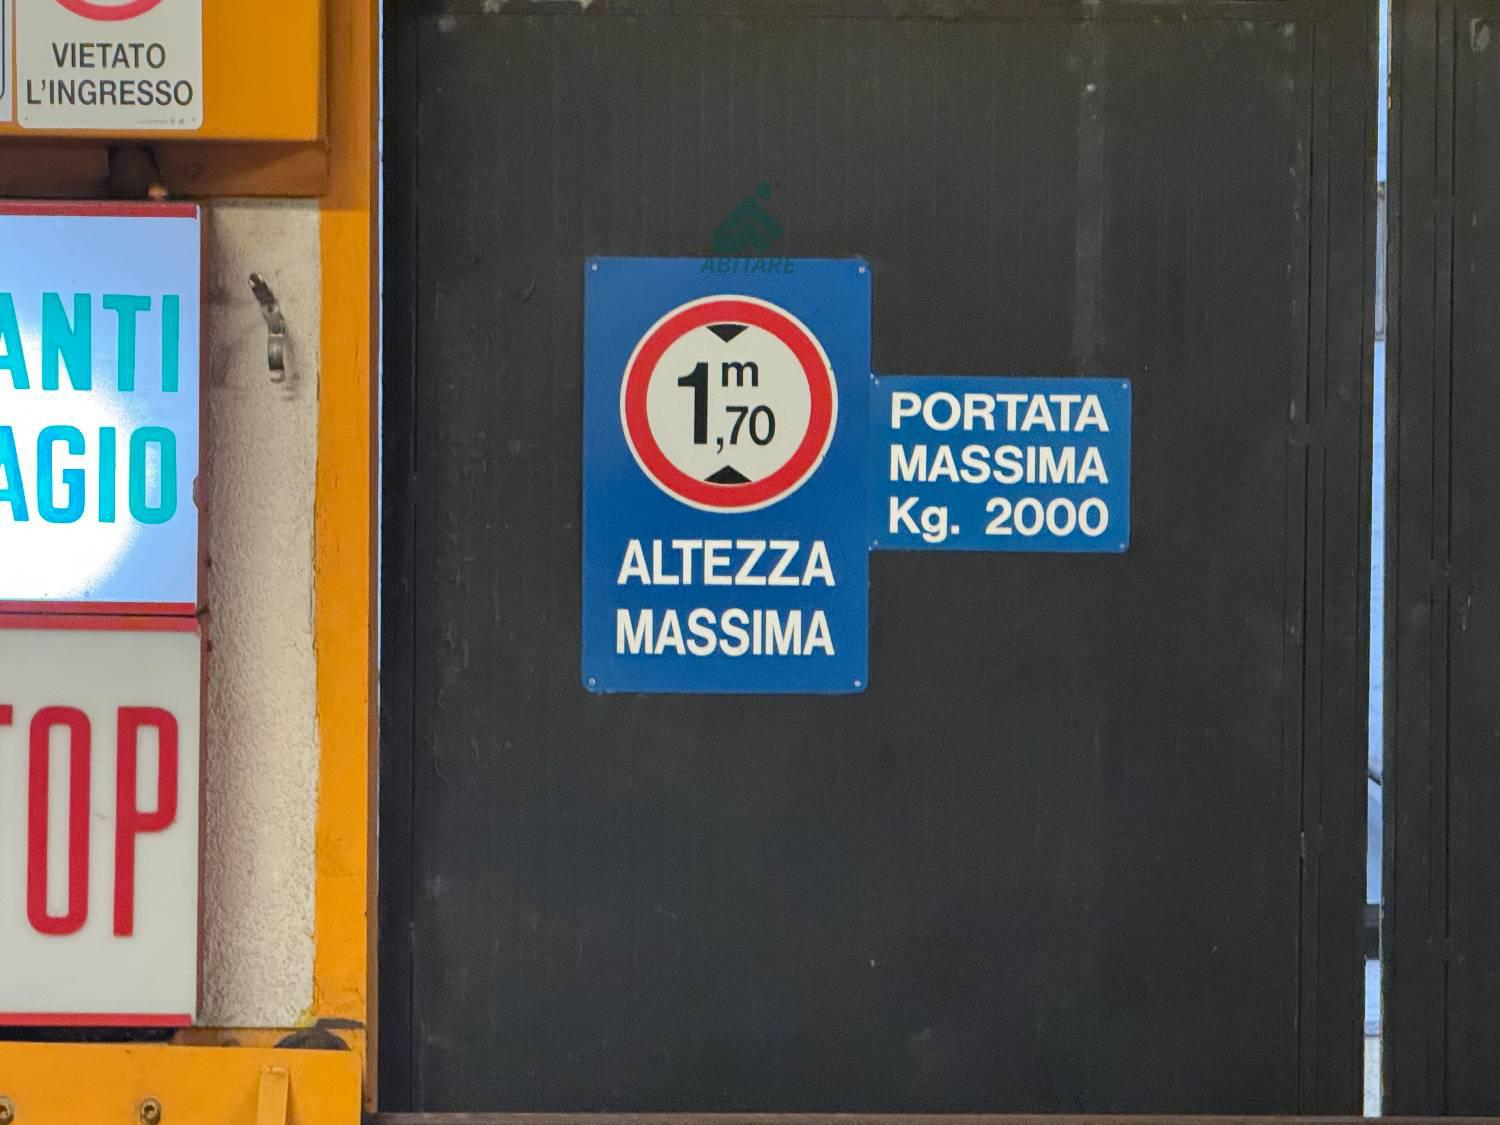 VIETATO
L'INGRESSO
ANTI
AGIO
TOP
ABITARE
1m
,70
ALTEZZA
MASSIMA
PORTATA
MASSIMA
Kg. 2000